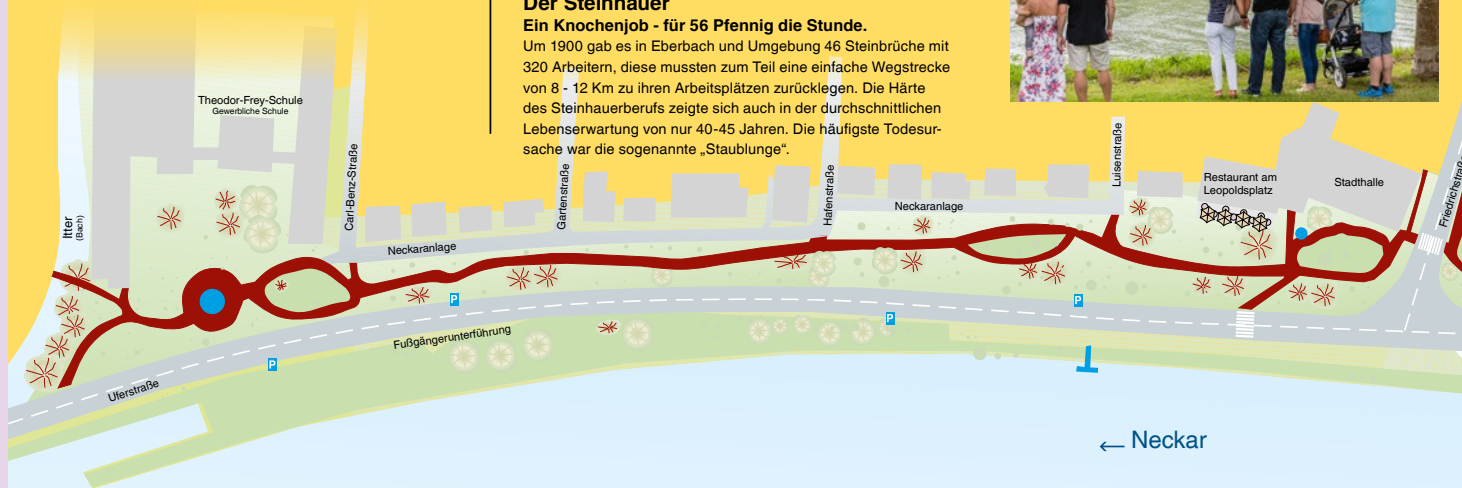 Der Steinhauer
Ein Knochenjob - für 56 Pfennig die Stunde.
Um 1900 gab es in Eberbach und Umgebung 46 Steinbrüche mit
320 Arbeitern, diese mussten zum Teil eine einfache Wegstrecke
von 8 - 12 Km zu ihren Arbeitsplätzen zurücklegen. Die Härte
des Steinhauerberufs zeigte sich auch in der durchschnittlichen
Lebenserwartung von nur 40-45 Jahren. Die häufigste Todesur-
sache war die sogenannte „Staublunge“.
Theodor-Frey-Schule
Gewerbliche Schule
Itter
(Bach)
Carl-Benz-Straße
Gartenstraße
Hafenstraße
Luisenstraße
Restaurant am
Leopoldsplatz
Stadthalle
Friedrichstraße
Neckaranlage
Neckaranlage
P
P
P
P
Fußgängerunterführung
Uferstraße
← Neckar